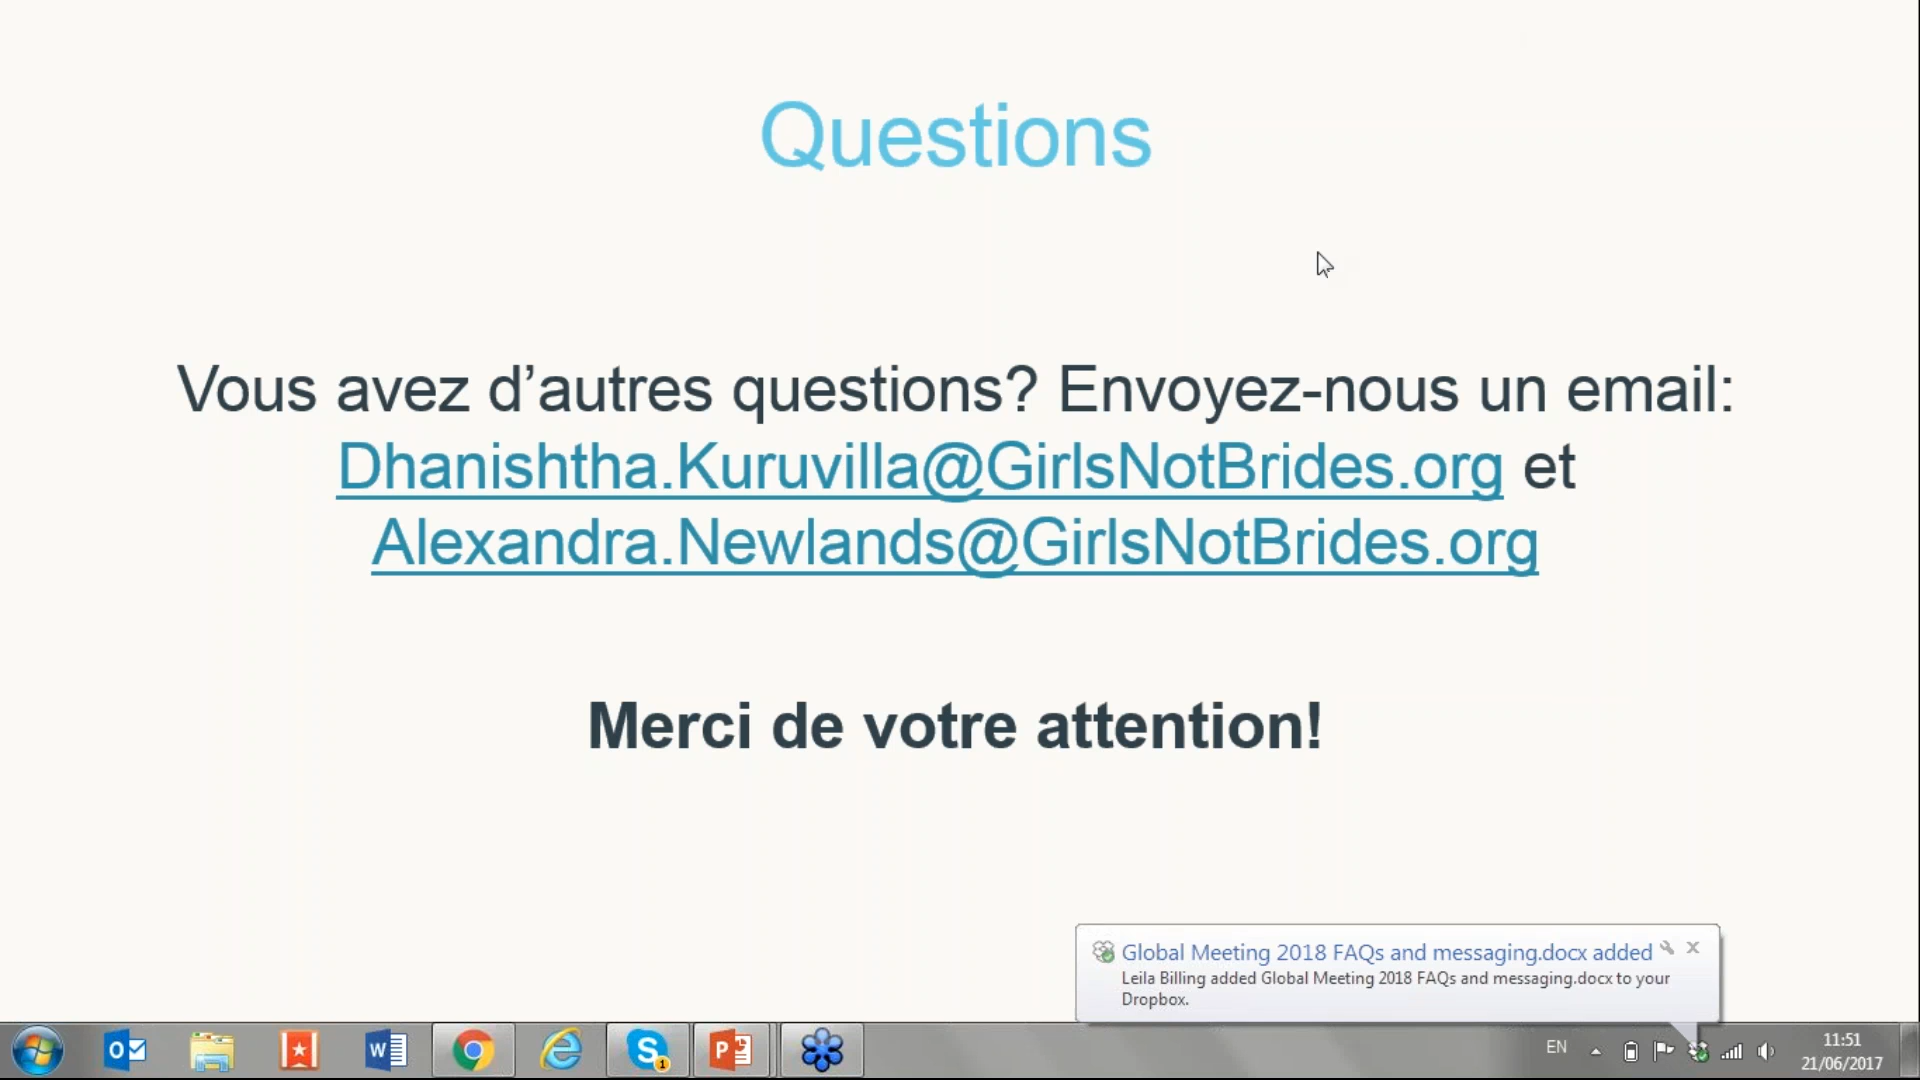 Questions
Vous avez d’autres questions? Envoyez-nous un email:
Dhanishtha.Kuruvilla@GirlsNotBrides.org et
Alexandra.Newlands@GirlsNotBrides.org
Merci de votre attention!
Global Meeting 2018 FAQs and messaging.docx added
Leila Billing added Global Meeting 2018 FAQs and messaging.docx to your
Dropbox.
EN
11:51
21/06/2017